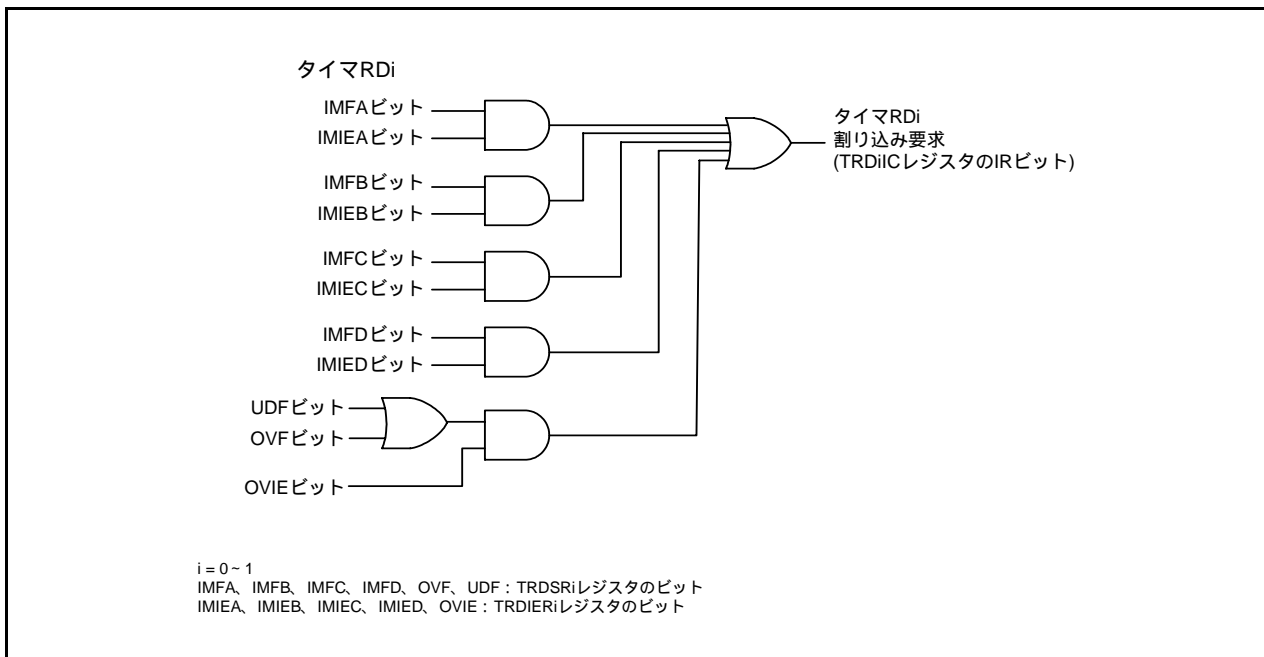 タイマRDi
IMFAビット
IMIEAビット
IMFBビット
IMIEBビット
IMFCビット
IMIECビット
IMFDビット
IMIEDビット
UDFビット
OVFビット
OVIEビット
タイマRDi
割り込み要求
(TRDiICレジスタのIRビット)
i = 0~1
IMFA、IMFB、IMFC、IMFD、OVF、UDF：TRDSRiレジスタのビット
IMIEA、IMIEB、IMIEC、IMIED、OVIE：TRDIERiレジスタのビット